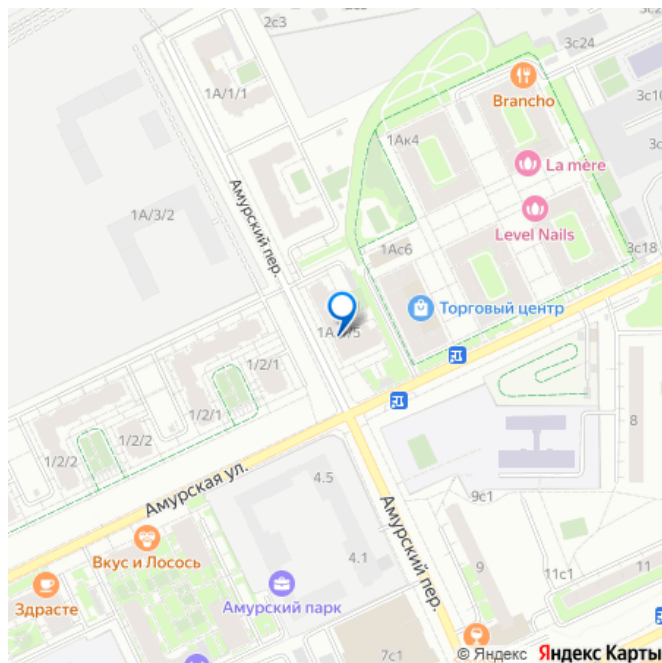 2с3
3с24
Brancho
1А/1/1
3с10
1Ак4
La mère
1А/3/2
Амурский пер.
Level Nails
1Ас6
3с18
Торговый центр
1/2/1
1/2/1
8
1/2/2
1/2/2
4.5
Амурская ул.
9с1
Амурский пер.
Вкус и Лосось
4.1
9
11с1
11
Здрасте
Амурский парк
7с1
© Яндекс Яндекс Карты